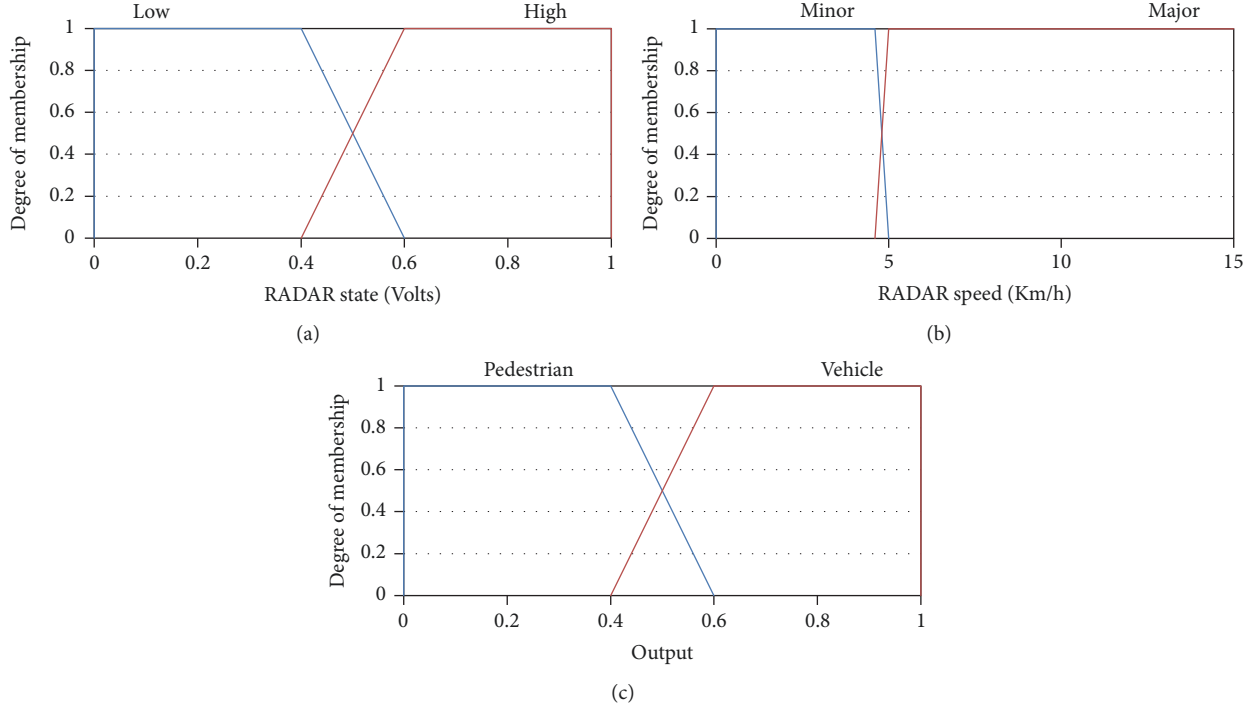 Low High
Degree of membership
1
0.8
0.6
0.4
0.2
0
0 0.2 0.4 0.6 0.8 1
RADAR state (Volts)
(a)
Minor Major
Degree of membership
1
0.8
0.6
0.4
0.2
0
0 5 10 15
RADAR speed (Km/h)
(b)
Pedestrian Vehicle
Degree of membership
1
0.8
0.6
0.4
0.2
0
0 0.2 0.4 0.6 0.8 1
Output
(c)